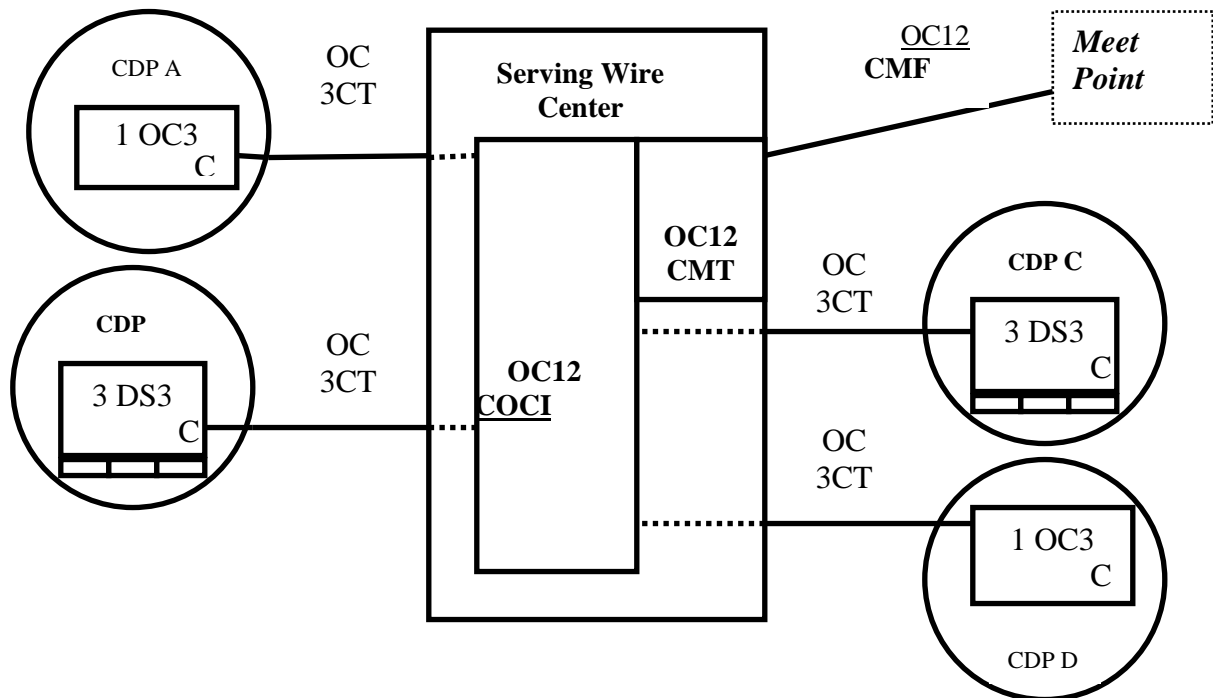 CDP A
1 OC3
C
OC
3CT
Serving Wire
Center
OC12
CMF
Meet
Point
OC12
CMT
CDP
3 DS3
C
OC
3CT
OC12
COCI
OC
3CT
CDP C
3 DS3
C
OC
3CT
1 OC3
C
CDP D